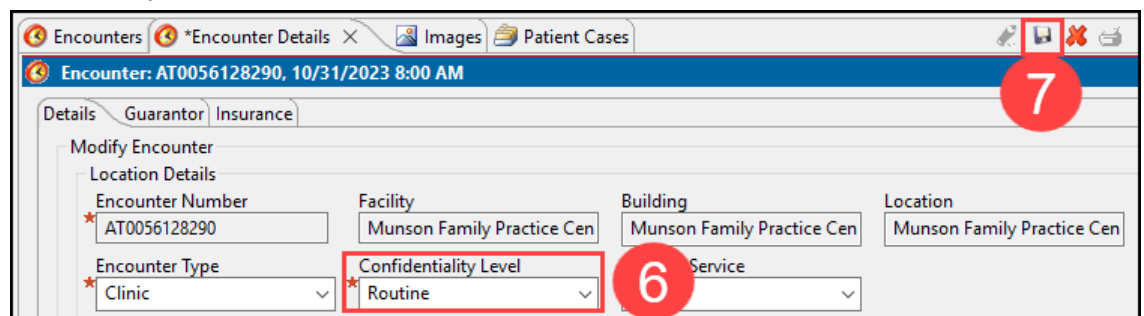 Encounters *Encounter Details Images Patient Cases
Encounter: AT0056128290, 10/31/2023 8:00 AM
7
Details Guarantor Insurance
Modify Encounter
Location Details
Encounter Number Facility Building Location
* AT0056128290 Munson Family Practice Cen Munson Family Practice Cen Munson Family Practice Cen
Encounter Type Confidentiality Level Service
* Clinic * Routine 6